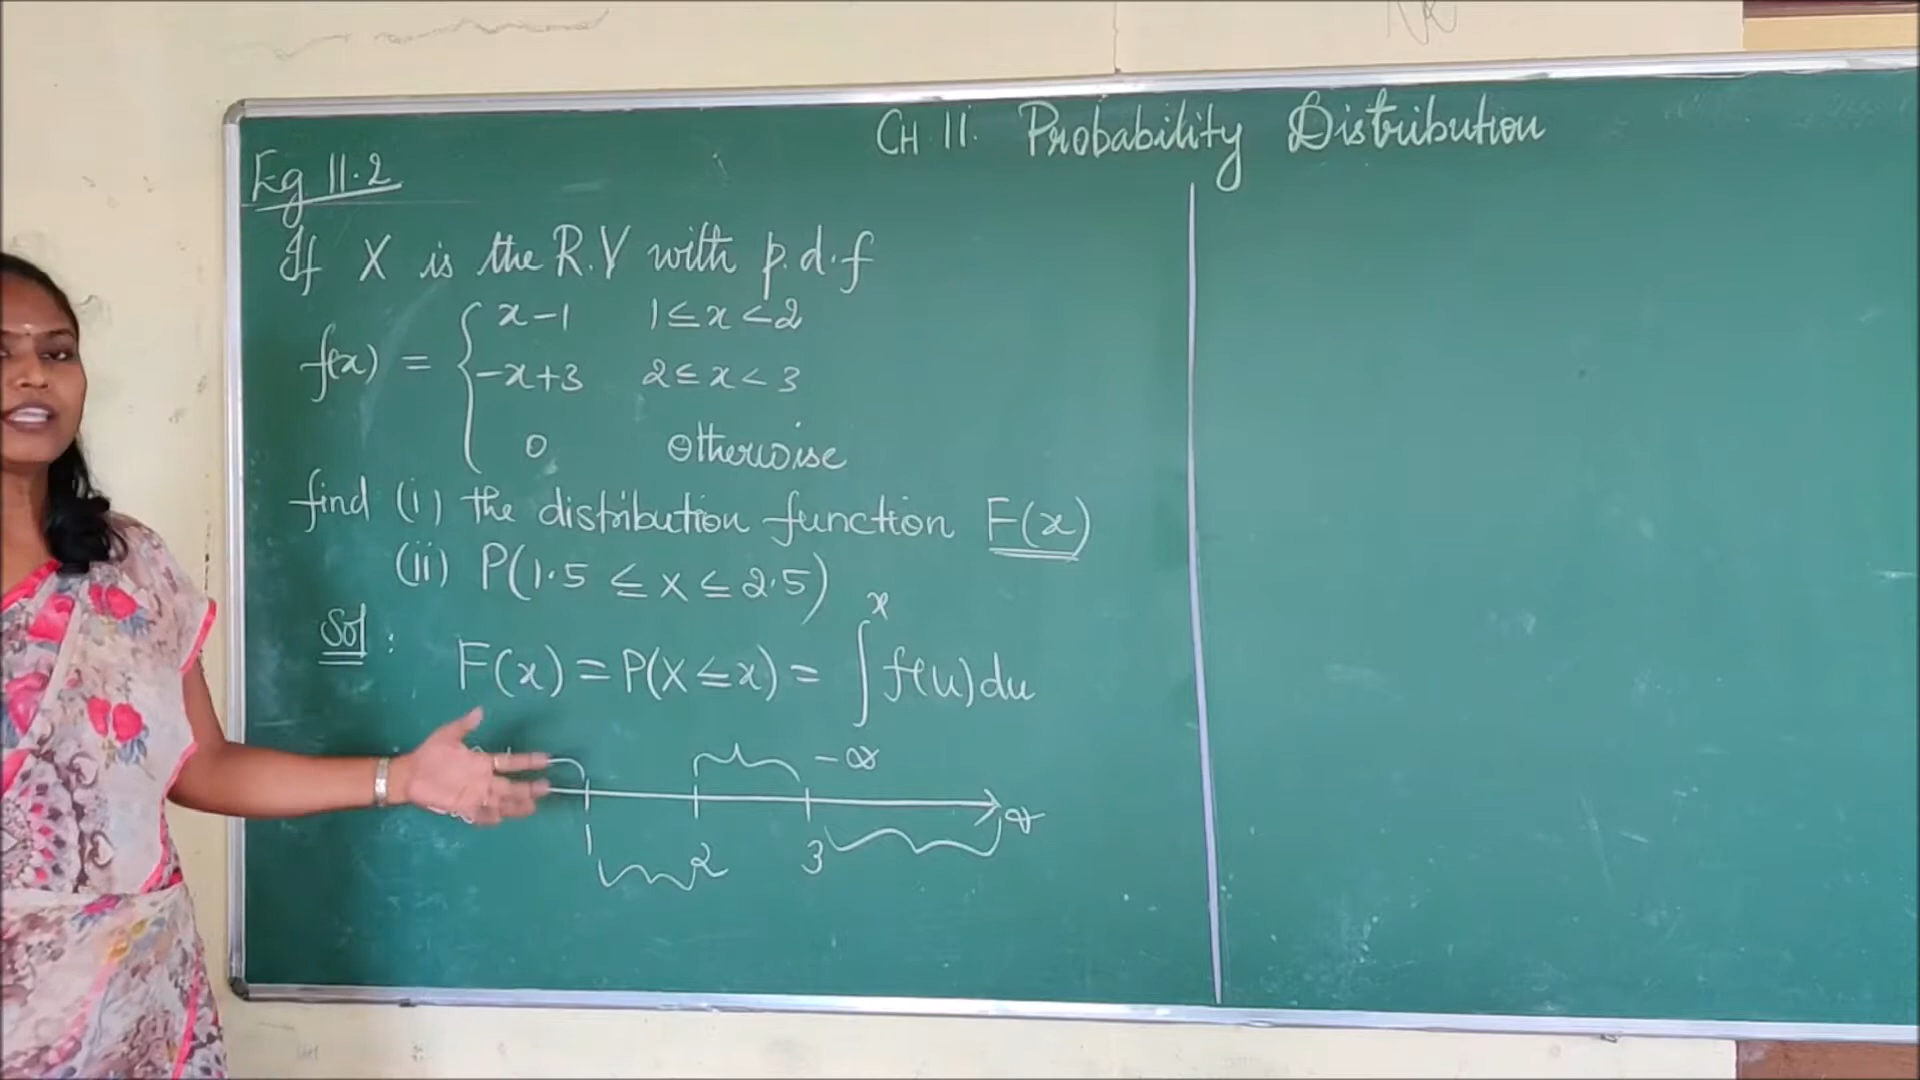 CH 11. Probability Distribution
Eg 11.2
If X is the R.V with p.d.f
f(x) = { x-1 1≤x<2
-x+3 2≤x<3
0 otherwise
find (i) the distribution function F(x)
(ii) P(1.5 ≤ x ≤ 2.5)
Sol :
F(x) = P(X≤x) = ∫ f(u) du
x
-∞
∞
2 3